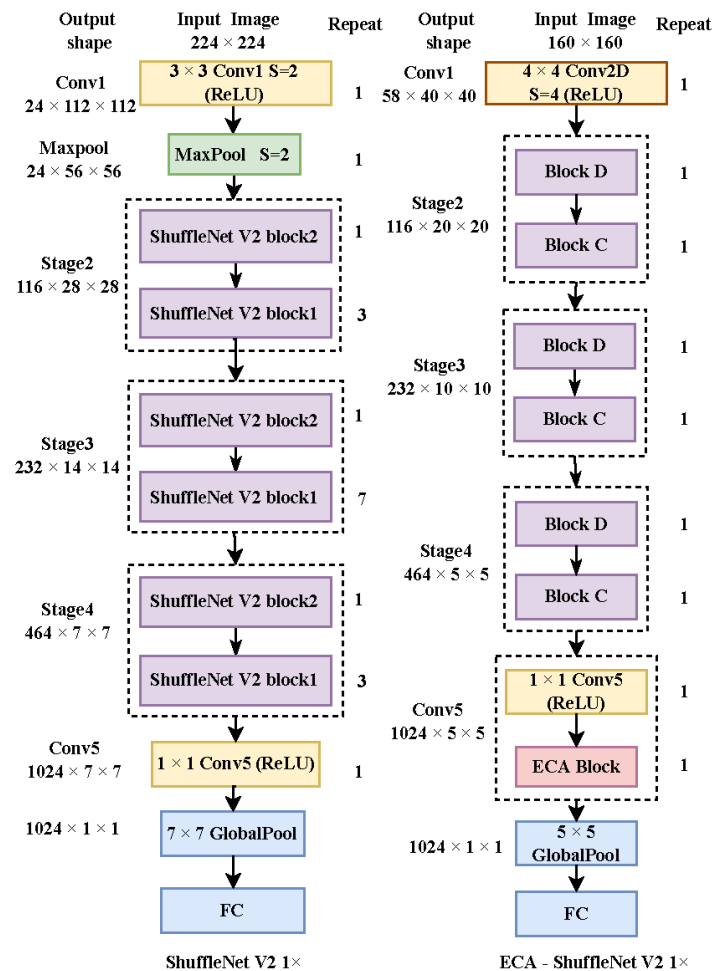 Output
shape
Input Image
224 × 224
Repeat
Conv1
24 × 112 × 112
3 × 3 Conv1 S=2
(ReLU)
1
Maxpool
24 × 56 × 56
MaxPool S=2
1
Stage2
116 × 28 × 28
ShuffleNet V2 block2
1
ShuffleNet V2 block1
3
Stage3
232 × 14 × 14
ShuffleNet V2 block2
1
ShuffleNet V2 block1
7
Stage4
464 × 7 × 7
ShuffleNet V2 block2
1
ShuffleNet V2 block1
3
Conv5
1024 × 7 × 7
1 × 1 Conv5 (ReLU)
1
1024 × 1 × 1
7 × 7 GlobalPool
FC
ShuffleNet V2 1×
Output
shape
Input Image
160 × 160
Repeat
Conv1
58 × 40 × 40
4 × 4 Conv2D
S=4 (ReLU)
1
Stage2
116 × 20 × 20
Block D
1
Block C
1
Stage3
232 × 10 × 10
Block D
1
Block C
1
Stage4
464 × 5 × 5
Block D
1
Block C
1
Conv5
1024 × 5 × 5
1 × 1 Conv5
(ReLU)
1
ECA Block
1
1024 × 1 × 1
5 × 5
GlobalPool
FC
ECA - ShuffleNet V2 1×